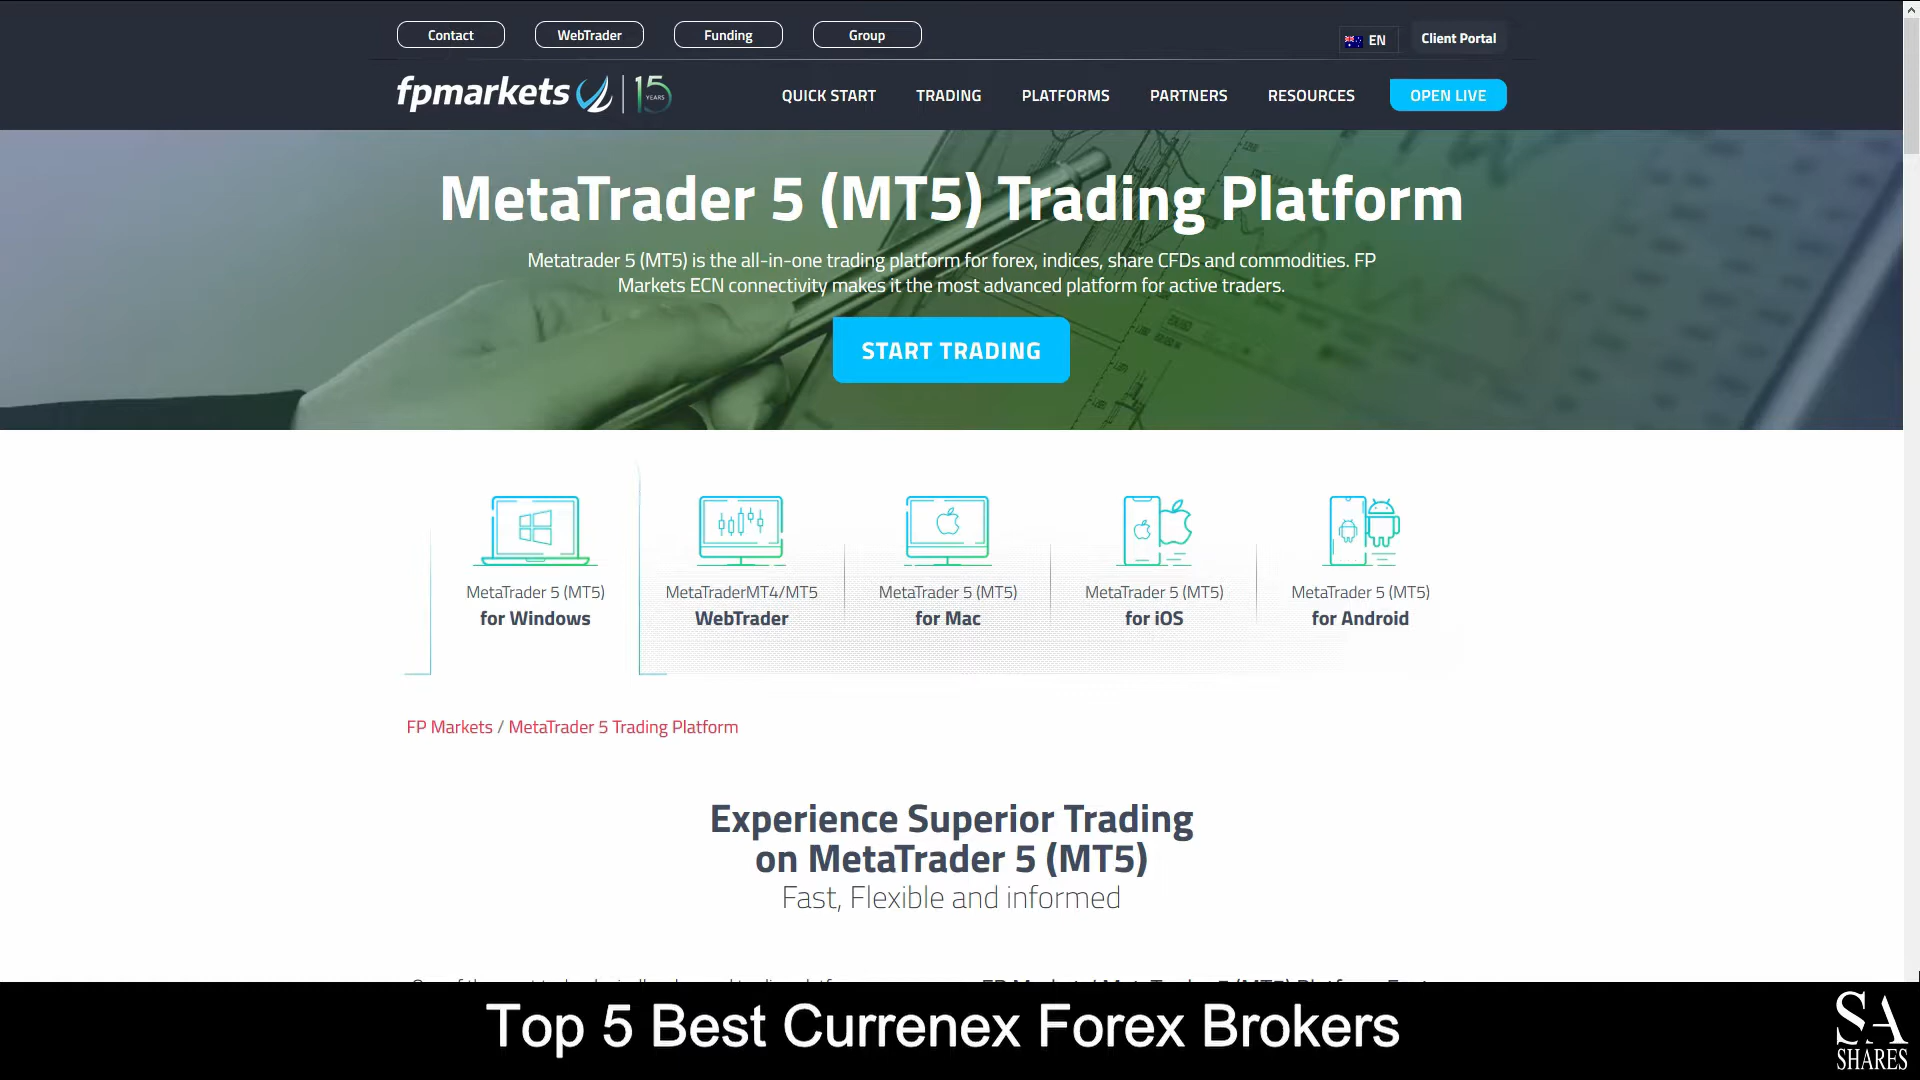 Contact WebTrader Funding Group EN Client Portal
fpmarkets 15 YEARS QUICK START TRADING PLATFORMS PARTNERS RESOURCES OPEN LIVE
MetaTrader 5 (MT5) Trading Platform
Metatrader 5 (MT5) is the all-in-one trading platform for forex, indices, share CFDs and commodities. FP
Markets ECN connectivity makes it the most advanced platform for active traders.
START TRADING
MetaTrader 5 (MT5)
for Windows
MetaTraderMT4/MT5
WebTrader
MetaTrader 5 (MT5)
for Mac
MetaTrader 5 (MT5)
for iOS
MetaTrader 5 (MT5)
for Android
FP Markets / MetaTrader 5 Trading Platform
Experience Superior Trading
on MetaTrader 5 (MT5)
Fast, Flexible and informed
Top 5 Best Currenex Forex Brokers
SA
SHARES